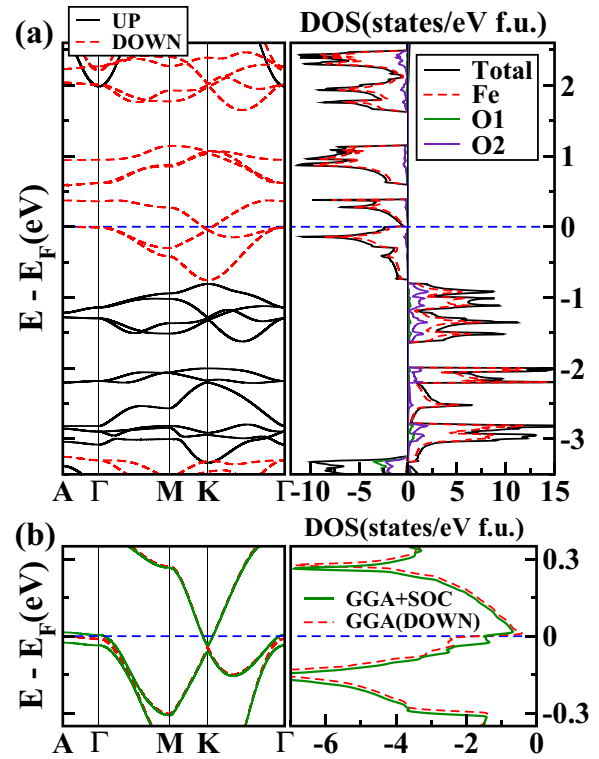 (a)
UP
DOWN
DOS(states/eV f.u.)
Total
Fe
O1
O2
E - E_F(eV)
2
1
0
-1
-2
-3
A Γ M K Γ
-10 -5 0 5 10 15
DOS(states/eV f.u.)
(b)
E - E_F(eV)
GGA+SOC
GGA(DOWN)
0.3
0
-0.3
A Γ M K Γ
-6 -4 -2 0